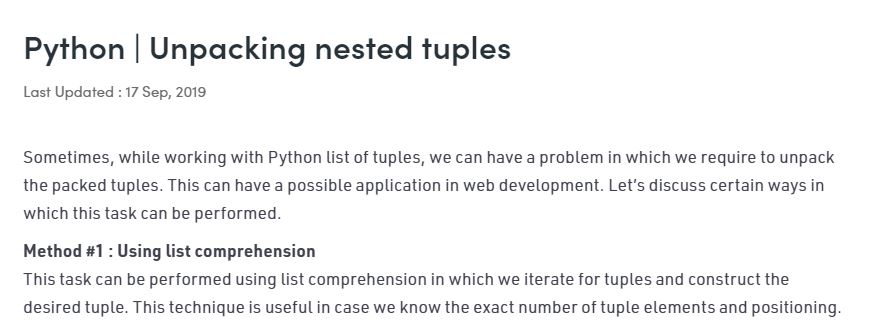 Python | Unpacking nested tuples
Last Updated : 17 Sep, 2019
Sometimes, while working with Python list of tuples, we can have a problem in which we require to unpack
the packed tuples. This can have a possible application in web development. Let’s discuss certain ways in
which this task can be performed.
Method #1 : Using list comprehension
This task can be performed using list comprehension in which we iterate for tuples and construct the
desired tuple. This technique is useful in case we know the exact number of tuple elements and positioning.